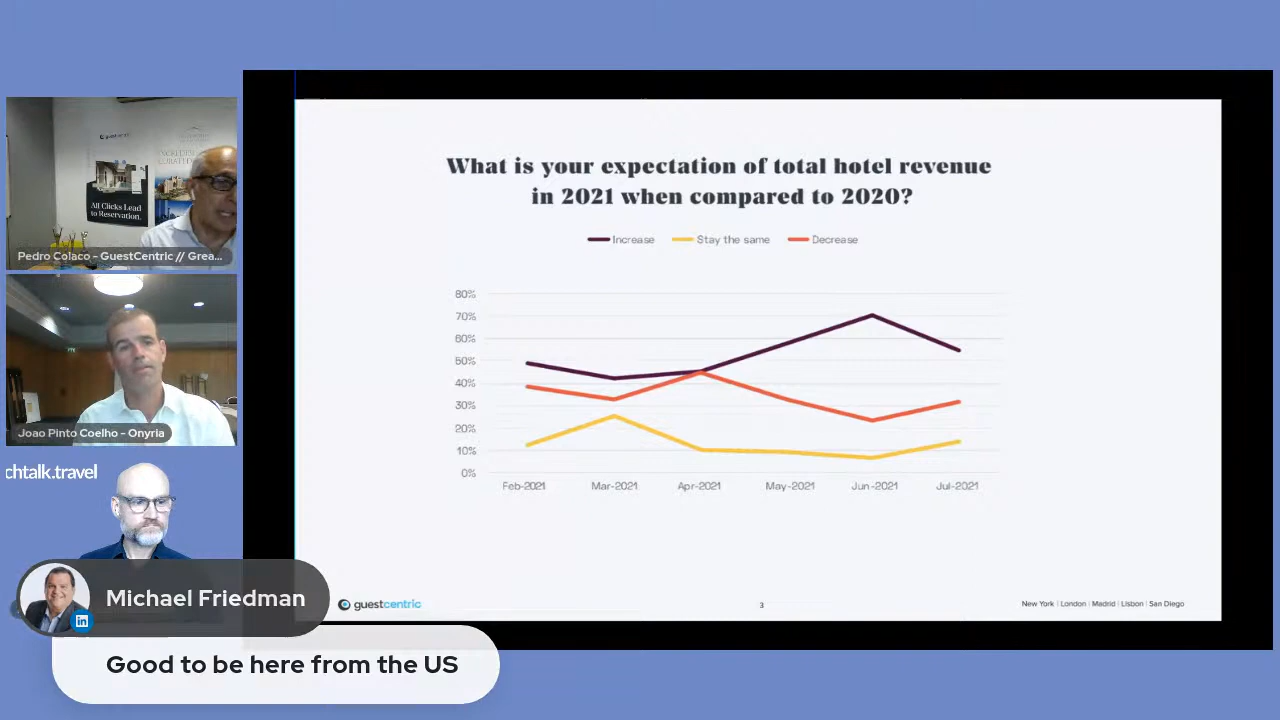 guestcentric
All Clicks Lead
to Reservation.
Pedro Colaco - GuestCentric // Grea...
Joao Pinto Coelho - Onyria
chtalk.travel
What is your expectation of total hotel revenue
in 2021 when compared to 2020?
Increase Stay the same Decrease
80%
70%
60%
50%
40%
30%
20%
10%
0%
Feb-2021 Mar-2021 Apr-2021 May-2021 Jun-2021 Jul-2021
guestcentric 3 New York | London | Madrid | Lisbon | San Diego
Michael Friedman
in
Good to be here from the US